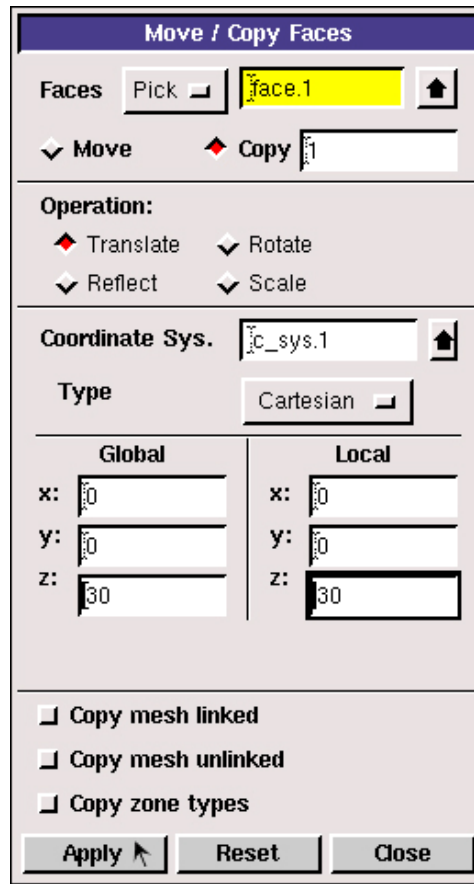 Move / Copy Faces
Faces Pick face.1
Move Copy 1
Operation:
Translate Rotate
Reflect Scale
Coordinate Sys. c_sys.1
Type Cartesian
Global Local
x: 0 x: 0
y: 0 y: 0
z: 30 z: 30
Copy mesh linked
Copy mesh unlinked
Copy zone types
Apply Reset Close